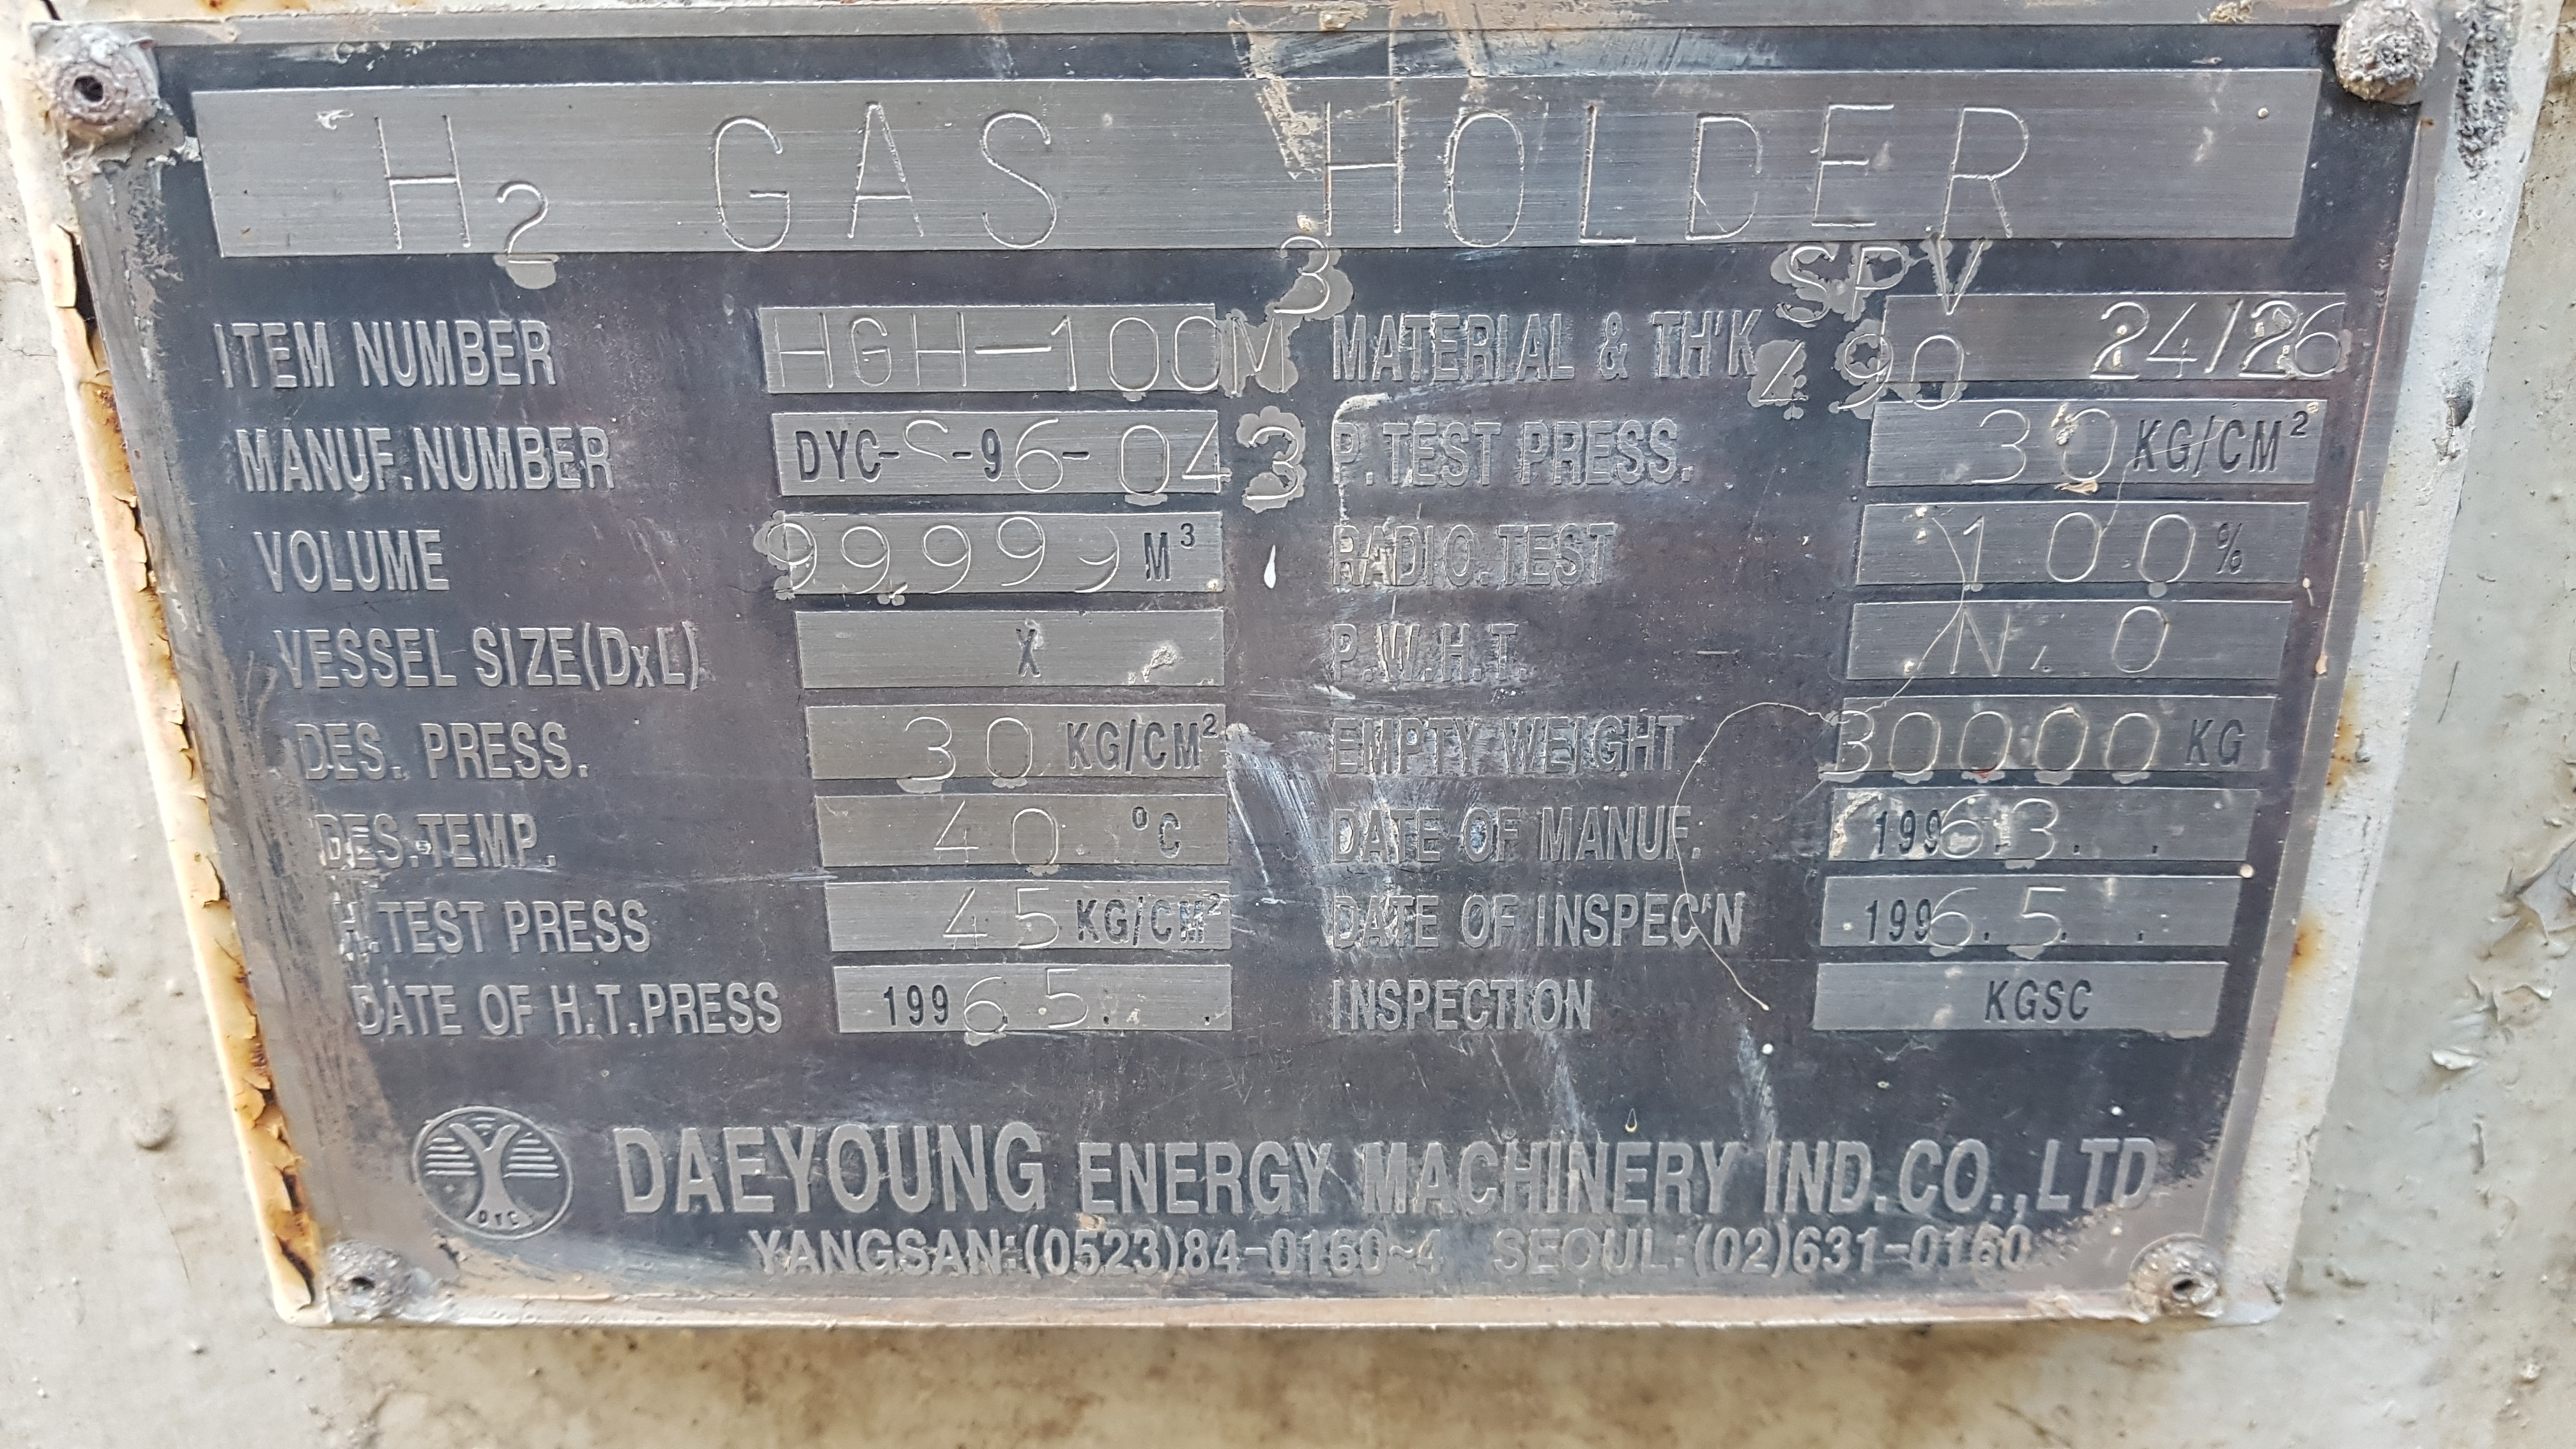 H2 GAS HOLDER
ITEM NUMBER HGH-100M3
MANUF.NUMBER DYC-S-96-043
VOLUME 99999 M3
VESSEL SIZE(DxL) X
DES. PRESS. 30 KG/CM2
DES.TEMP. 40 °C
H.TEST PRESS 45 KG/CM2
DATE OF H.T.PRESS 1996.5. .
MATERIAL & TH'K SPV 490 24/26
P.TEST PRESS. 30 KG/CM2
RADIO.TEST 100 %
P.W.H.T. N.O
EMPTY WEIGHT 30000 KG
DATE OF MANUF. 1996.3. .
DATE OF INSPEC'N 1996.5. .
INSPECTION KGSC
DYC
DAEYOUNG ENERGY MACHINERY IND.CO.,LTD.
YANGSAN:(0523)84-0160~4 SEOUL:(02)631-0160